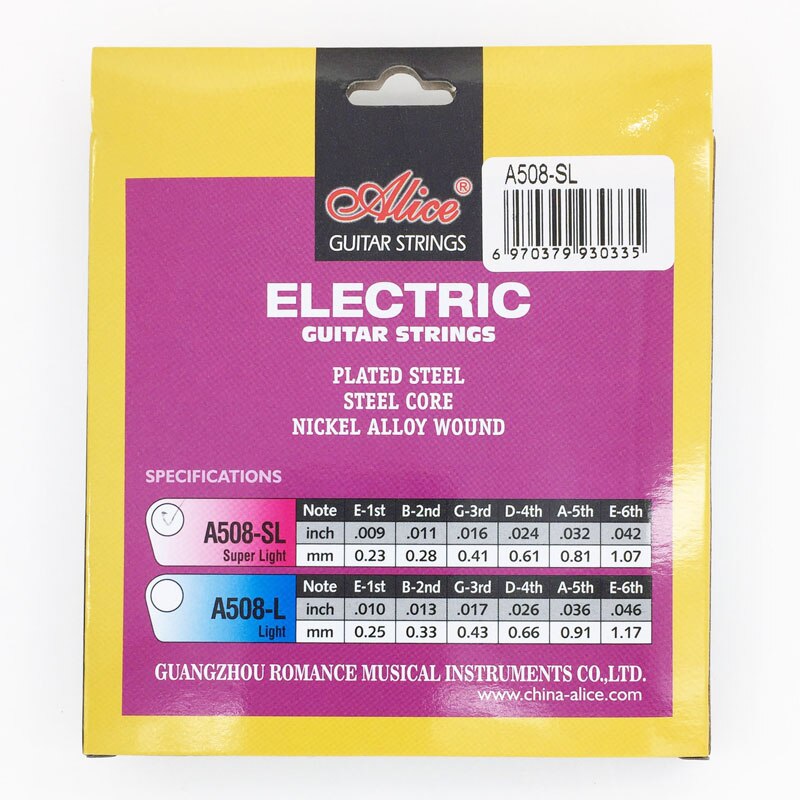 Alice®
GUITAR STRINGS
A508-SL
6 970379 930335
ELECTRIC
GUITAR STRINGS
PLATED STEEL
STEEL CORE
NICKEL ALLOY WOUND
SPECIFICATIONS
A508-SL
Super Light
Note E-1st B-2nd G-3rd D-4th A-5th E-6th
inch .009 .011 .016 .024 .032 .042
mm 0.23 0.28 0.41 0.61 0.81 1.07
A508-L
Light
Note E-1st B-2nd G-3rd D-4th A-5th E-6th
inch .010 .013 .017 .026 .036 .046
mm 0.25 0.33 0.43 0.66 0.91 1.17
GUANGZHOU ROMANCE MUSICAL INSTRUMENTS CO.,LTD.
www.china-alice.com